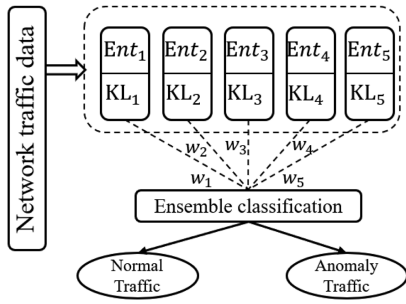 Network traffic data
Ent₁ Ent₂ Ent₃ Ent₄ Ent₅
KL₁ KL₂ KL₃ KL₄ KL₅
w₂ w₃ w₄
w₁ w₅
Ensemble classification
Normal Anomaly
Traffic Traffic